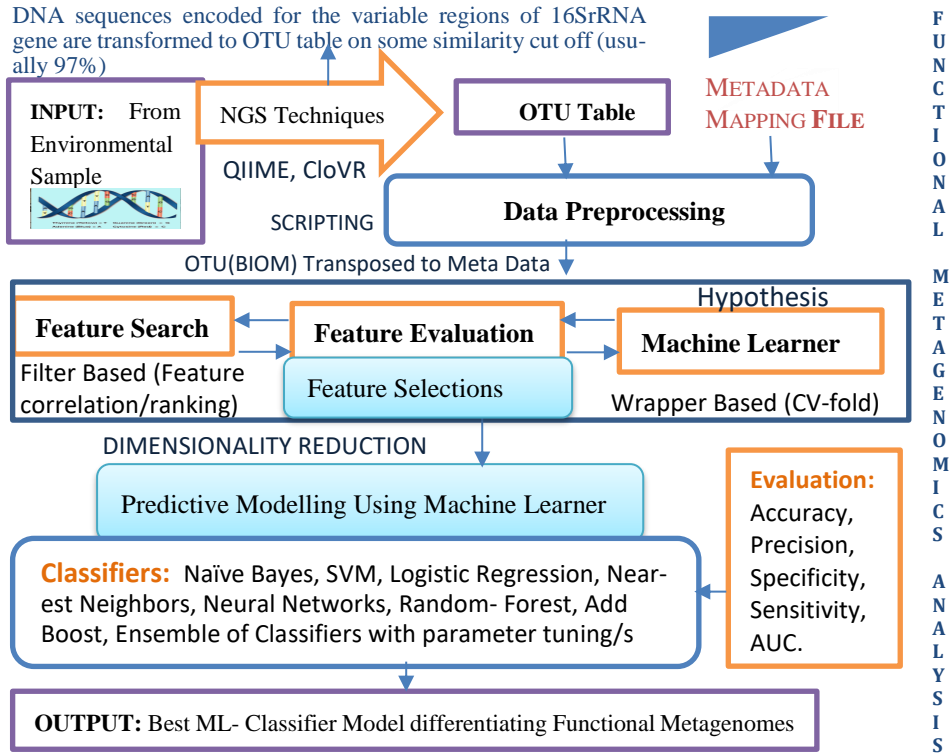 DNA sequences encoded for the variable regions of 16SrRNA
gene are transformed to OTU table on some similarity cut off (usu-
ally 97%)
INPUT: From
Environmental
Sample
NGS Techniques
QIIME, CloVR
OTU Table
METADATA
MAPPING FILE
SCRIPTING
Data Preprocessing
OTU(BIOM) Transposed to Meta Data
Hypothesis
Feature Search
Feature Evaluation
Machine Learner
Filter Based (Feature
correlation/ranking)
Feature Selections
Wrapper Based (CV-fold)
DIMENSIONALITY REDUCTION
Predictive Modelling Using Machine Learner
Evaluation:
Accuracy,
Precision,
Specificity,
Sensitivity,
AUC.
Classifiers: Naïve Bayes, SVM, Logistic Regression, Near-
est Neighbors, Neural Networks, Random- Forest, Add
Boost, Ensemble of Classifiers with parameter tuning/s
OUTPUT: Best ML- Classifier Model differentiating Functional Metagenomes
FUNCTIONAL METAGENOMICS ANALYSIS